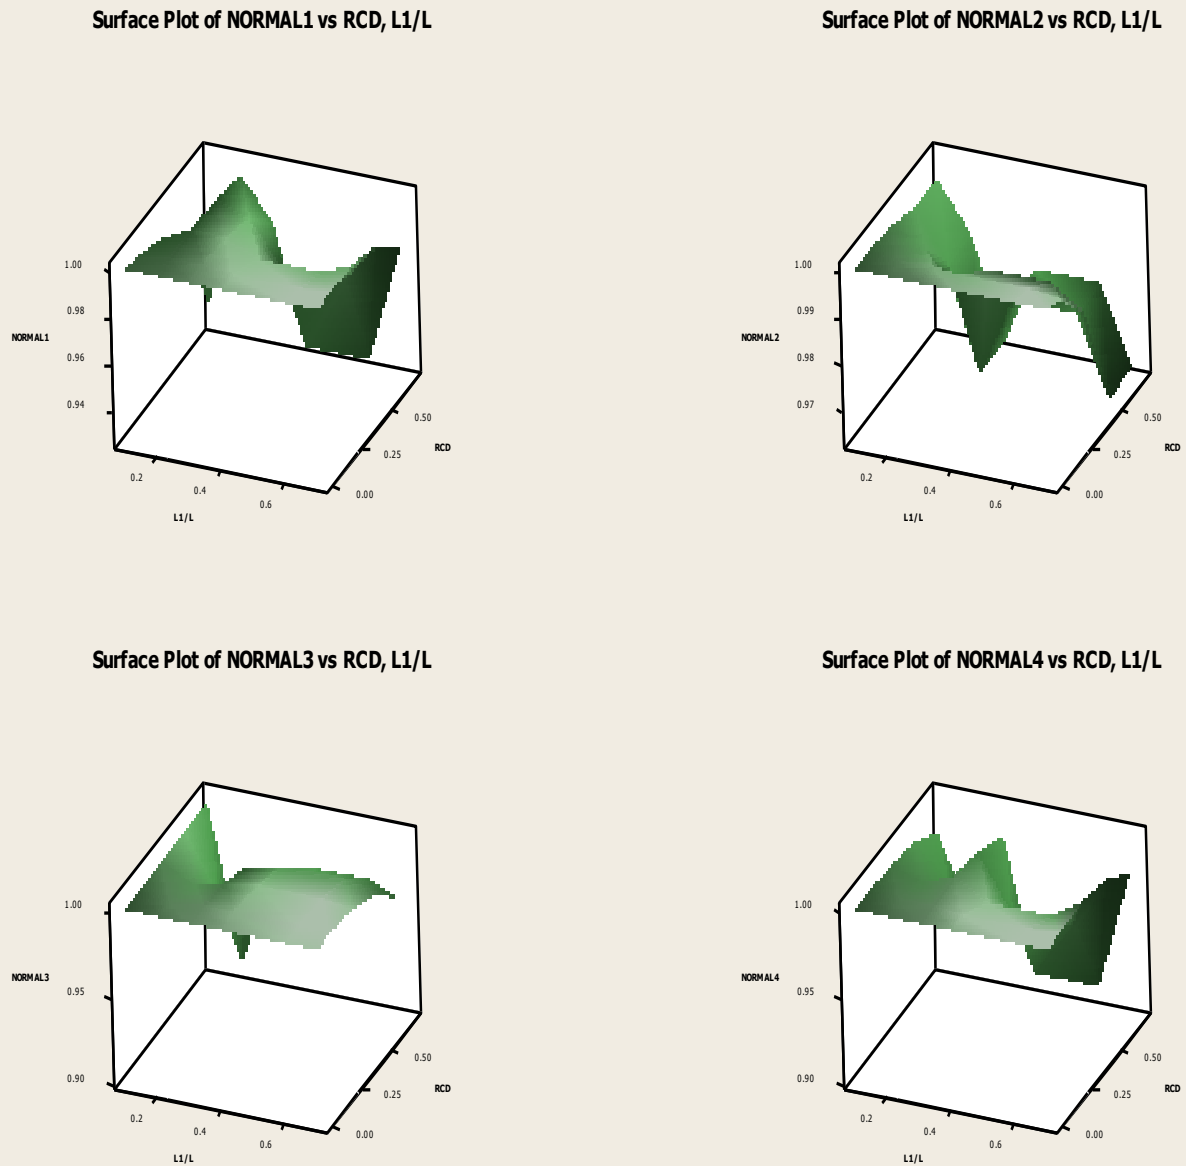 Surface Plot of NORMAL1 vs RCD, L1/L
1.00
0.98
NORMAL1
0.96
0.94
0.50
RCD
0.25
0.00
0.2
0.4
0.6
L1/L
Surface Plot of NORMAL2 vs RCD, L1/L
1.00
0.99
NORMAL2
0.98
0.97
0.50
RCD
0.25
0.00
0.2
0.4
0.6
L1/L
Surface Plot of NORMAL3 vs RCD, L1/L
1.00
NORMAL3
0.95
0.90
0.50
RCD
0.25
0.00
0.2
0.4
0.6
L1/L
Surface Plot of NORMAL4 vs RCD, L1/L
1.00
NORMAL4
0.95
0.90
0.50
RCD
0.25
0.00
0.2
0.4
0.6
L1/L